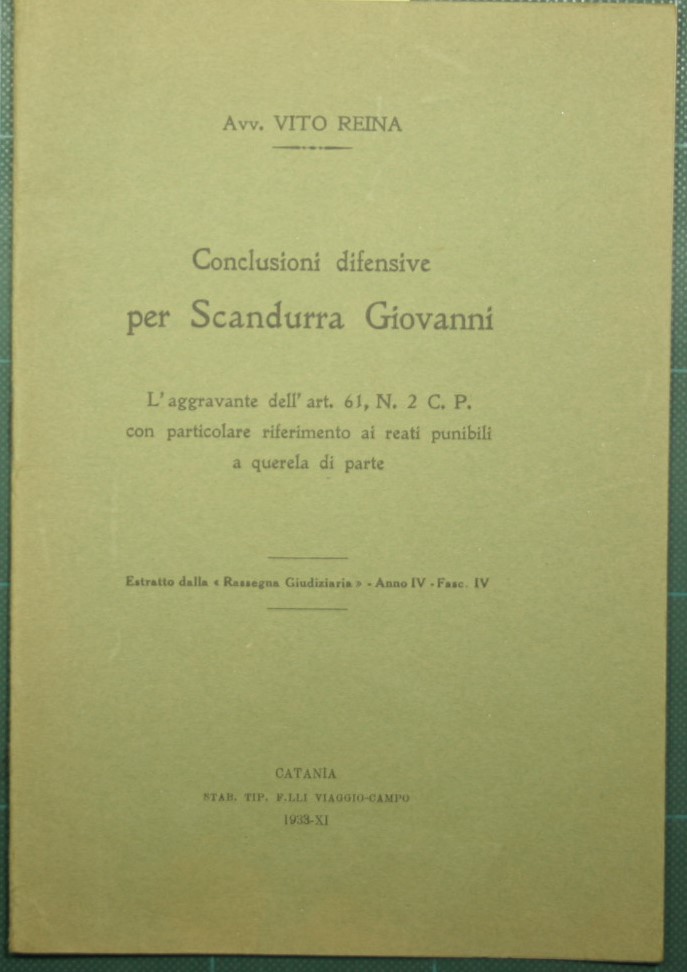 Avv. VITO REINA
Conclusioni difensive
per Scandurra Giovanni
L'aggravante dell'art. 61, N. 2 C. P.
con particolare riferimento ai reati punibili
a querela di parte
Estratto dalla « Rassegna Giudiziaria » - Anno IV - Fasc. IV
CATANIA
STAB. TIP. F.LLI VIAGGIO-CAMPO
1933-XI